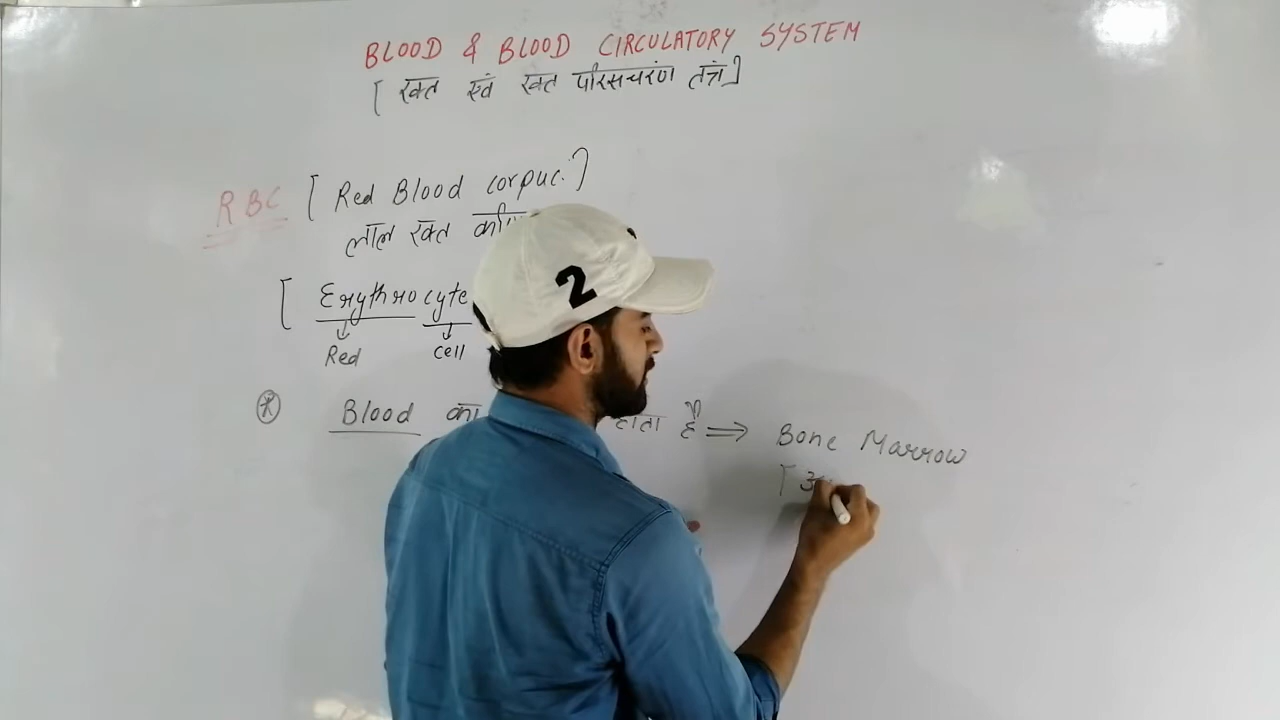 BLOOD & BLOOD CIRCULATORY SYSTEM
[ रक्त एवं रक्त परिसंचरण तंत्र ]
RBC [ Red Blood corpuc. ]
लाल रक्त
[ Erythrocyte
Red Cell
Blood का होता है ⇒ Bone Marrow
[ अ
2